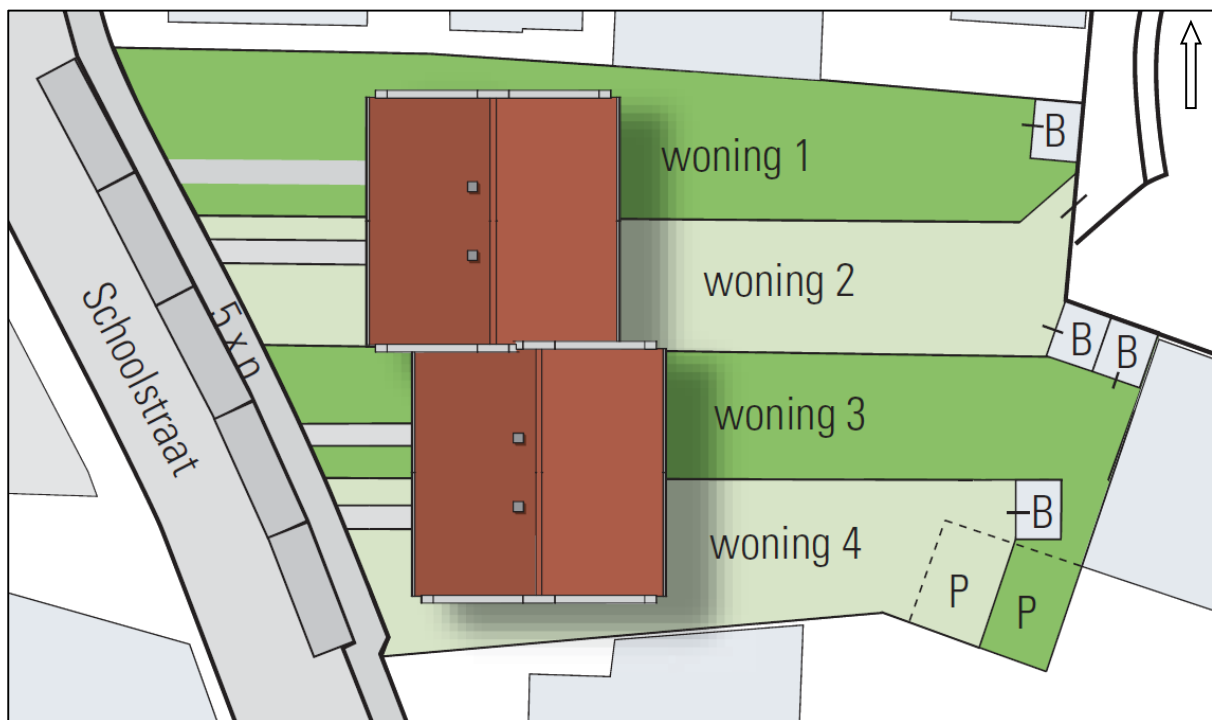 woning 1
B
woning 2
B
B
Schoolstraat
5 x p
woning 3
woning 4
B
P
P